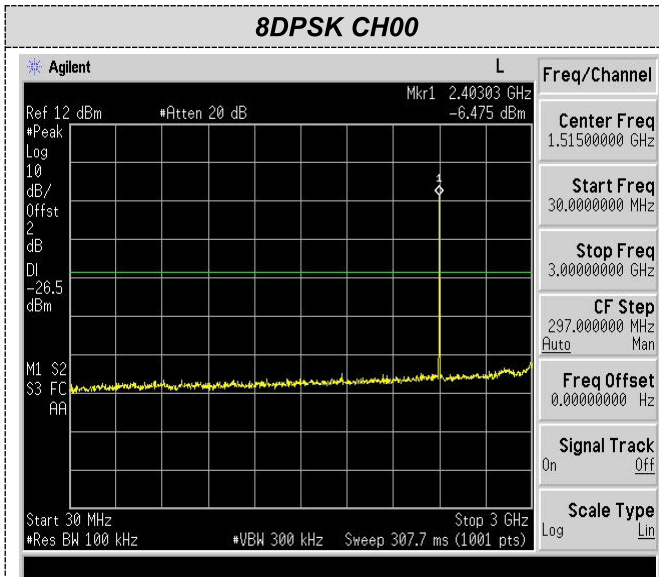 8DPSK CH00
Agilent
L
Freq/Channel
Mkr1 2.40303 GHz
Ref 12 dBm #Atten 20 dB -6.475 dBm
#Peak
Log
10
dB/
Offst
2
dB
DI
-26.5
dBm
M1 S2
S3 FC
AA
1
Start 30 MHz Stop 3 GHz
#Res BW 100 kHz #VBW 300 kHz Sweep 307.7 ms (1001 pts)
Center Freq
1.51500000 GHz
Start Freq
30.0000000 MHz
Stop Freq
3.00000000 GHz
CF Step
297.000000 MHz
Auto Man
Freq Offset
0.00000000 Hz
Signal Track
On Off
Scale Type
Log Lin